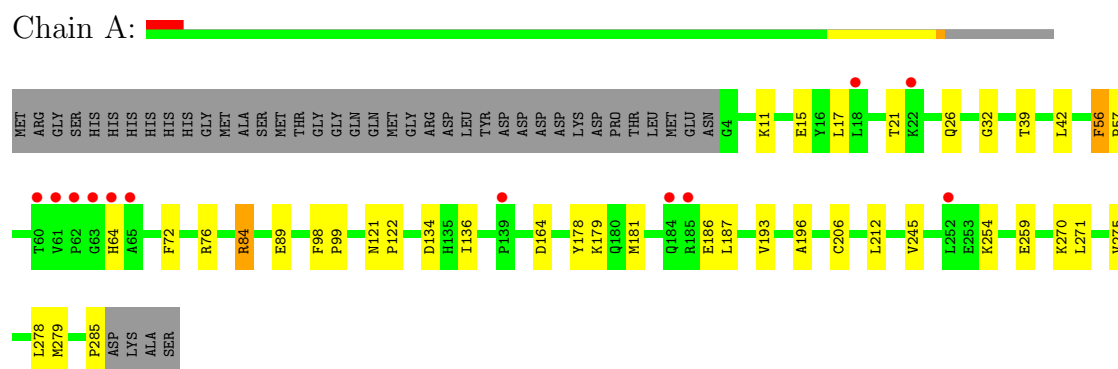 Chain A:
MET ARG GLY SER HIS HIS HIS HIS HIS HIS GLY MET ALA SER MET THR GLY GLY GLN GLN MET GLY ARG ASP LEU TYR ASP ASP ASP ASP LYS ASP PRO THR LEU MET GLU ASN G4 K11 E15 Y16 L17 L18 T21 K22 Q26 G32 T39 L42 F56
T60 V61 P62 G63 H64 A65 F72 R76 R84 E89 F98 P99 N121 P122 D134 H135 I136 P139 D164 Y178 K179 Q180 M181 Q184 R185 E186 L187 V193 A196 C206 L212 V245 L252 E253 K254 E259 K270 L271
L278 M279 P285 ASP LYS ALA SER